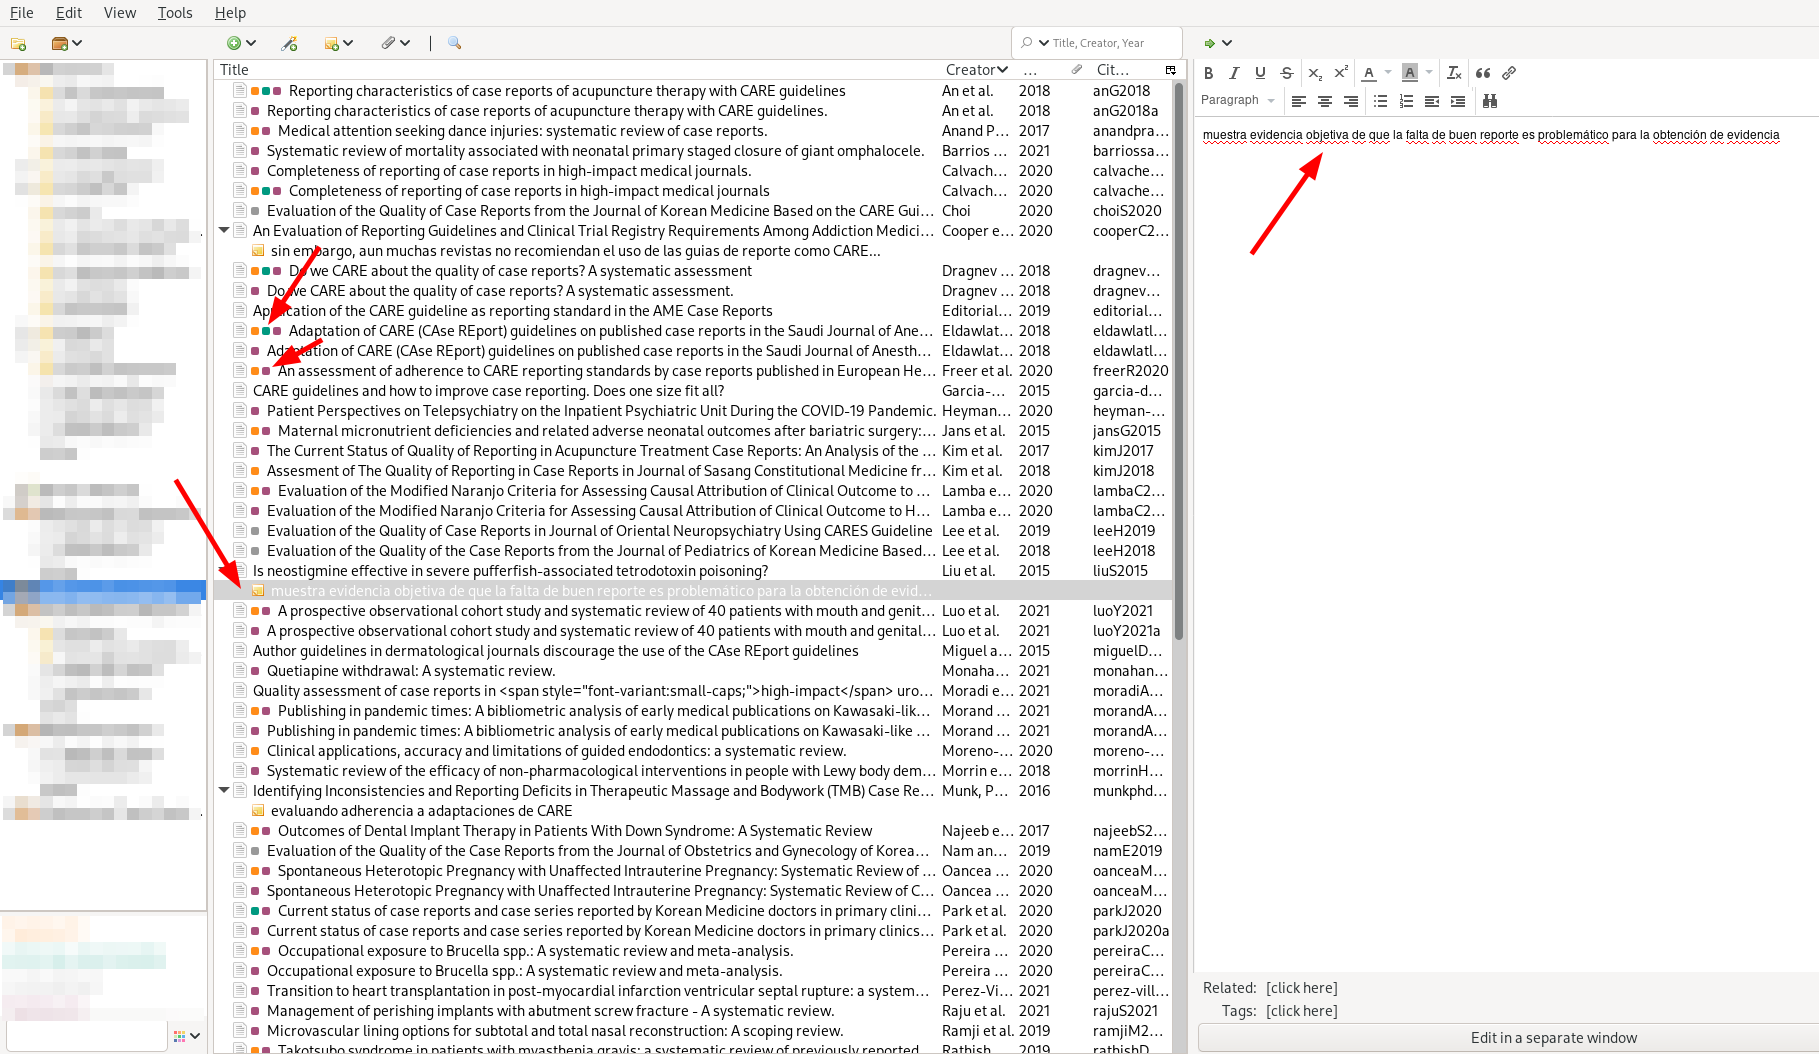 File Edit View Tools Help
Title, Creator, Year
Title Creator ... Cit...
Reporting characteristics of case reports of acupuncture therapy with CARE guidelines An et al. 2018 anG2018
Reporting characteristics of case reports of acupuncture therapy with CARE guidelines. An et al. 2018 anG2018a
Medical attention seeking dance injuries: systematic review of case reports. Anand P... 2017 anandpra...
Systematic review of mortality associated with neonatal primary staged closure of giant omphalocele. Barrios ... 2021 barriossa...
Completeness of reporting of case reports in high-impact medical journals. Calvach... 2020 calvache...
Completeness of reporting of case reports in high-impact medical journals Calvach... 2020 calvache...
Evaluation of the Quality of Case Reports from the Journal of Korean Medicine Based on the CARE Gui... Choi 2020 choiS2020
An Evaluation of Reporting Guidelines and Clinical Trial Registry Requirements Among Addiction Medici... Cooper e... 2020 cooperC2...
sin embargo, aun muchas revistas no recomiendan el uso de las guias de reporte como CARE...
Do we CARE about the quality of case reports? A systematic assessment Dragnev ... 2018 dragnev...
Do we CARE about the quality of case reports? A systematic assessment. Dragnev ... 2018 dragnev...
Application of the CARE guideline as reporting standard in the AME Case Reports Editorial... 2019 editorial...
Adaptation of CARE (CAse REport) guidelines on published case reports in the Saudi Journal of Ane... Eldawlat... 2018 eldawlatl...
Adaptation of CARE (CAse REport) guidelines on published case reports in the Saudi Journal of Anesth... Eldawlat... 2018 eldawlatl...
An assessment of adherence to CARE reporting standards by case reports published in European He... Freer et al. 2020 freerR2020
CARE guidelines and how to improve case reporting. Does one size fit all? Garcia-... 2015 garcia-d...
Patient Perspectives on Telepsychiatry on the Inpatient Psychiatric Unit During the COVID-19 Pandemic. Heyman... 2020 heyman-...
Maternal micronutrient deficiencies and related adverse neonatal outcomes after bariatric surgery:... Jans et al. 2015 jansG2015
The Current Status of Quality of Reporting in Acupuncture Treatment Case Reports: An Analysis of the ... Kim et al. 2017 kimJ2017
Assesment of The Quality of Reporting in Case Reports in Journal of Sasang Constitutional Medicine fr... Kim et al. 2018 kimJ2018
Evaluation of the Modified Naranjo Criteria for Assessing Causal Attribution of Clinical Outcome to ... Lamba e... 2020 lambaC2...
Evaluation of the Modified Naranjo Criteria for Assessing Causal Attribution of Clinical Outcome to H... Lamba e... 2020 lambaC2...
Evaluation of the Quality of Case Reports in Journal of Oriental Neuropsychiatry Using CARES Guideline Lee et al. 2019 leeH2019
Evaluation of the Quality of the Case Reports from the Journal of Pediatrics of Korean Medicine Based... Lee et al. 2018 leeH2018
Is neostigmine effective in severe pufferfish-associated tetrodotoxin poisoning? Liu et al. 2015 liuS2015
muestra evidencia objetiva de que la falta de buen reporte es problemático para la obtención de evid...
A prospective observational cohort study and systematic review of 40 patients with mouth and genit... Luo et al. 2021 luoY2021
A prospective observational cohort study and systematic review of 40 patients with mouth and genital... Luo et al. 2021 luoY2021a
Author guidelines in dermatological journals discourage the use of the CAse REport guidelines Miguel a... 2015 miguelD...
Quetiapine withdrawal: A systematic review. Monaha... 2021 monahan...
Quality assessment of case reports in <span style="font-variant:small-caps;">high-impact</span> uro... Moradi e... 2021 moradiA...
Publishing in pandemic times: A bibliometric analysis of early medical publications on Kawasaki-lik... Morand ... 2021 morandA...
Publishing in pandemic times: A bibliometric analysis of early medical publications on Kawasaki-like ... Morand ... 2021 morandA...
Clinical applications, accuracy and limitations of guided endodontics: a systematic review. Moreno-... 2020 moreno-...
Systematic review of the efficacy of non-pharmacological interventions in people with Lewy body dem... Morrin e... 2018 morrinH...
Identifying Inconsistencies and Reporting Deficits in Therapeutic Massage and Bodywork (TMB) Case Re... Munk, P... 2016 munkphd...
evaluando adherencia a adaptaciones de CARE
Outcomes of Dental Implant Therapy in Patients With Down Syndrome: A Systematic Review Najeeb e... 2017 najeebS2...
Evaluation of the Quality of the Case Reports from the Journal of Obstetrics and Gynecology of Korea... Nam an... 2019 namE2019
Spontaneous Heterotopic Pregnancy with Unaffected Intrauterine Pregnancy: Systematic Review of ... Oancea ... 2020 oanceaM...
Spontaneous Heterotopic Pregnancy with Unaffected Intrauterine Pregnancy: Systematic Review of C... Oancea ... 2020 oanceaM...
Current status of case reports and case series reported by Korean Medicine doctors in primary clini... Park et al. 2020 parkJ2020
Current status of case reports and case series reported by Korean Medicine doctors in primary clinics... Park et al. 2020 parkJ2020a
Occupational exposure to Brucella spp.: A systematic review and meta-analysis. Pereira ... 2020 pereiraC...
Occupational exposure to Brucella spp.: A systematic review and meta-analysis. Pereira ... 2020 pereiraC...
Transition to heart transplantation in post-myocardial infarction ventricular septal rupture: a system... Perez-Vi... 2021 perez-vill...
Management of perishing implants with abutment screw fracture - A systematic review. Raju et al. 2021 rajuS2021
Microvascular lining options for subtotal and total nasal reconstruction: A scoping review. Ramji et al. 2019 ramjiM2...
Takotsubo syndrome in patients with myasthenia gravis: a systematic review of previously reported Rathish 2019 rathishD
Paragraph
muestra evidencia objetiva de que la falta de buen reporte es problemático para la obtención de evidencia
Related: [click here]
Tags: [click here]
Edit in a separate window